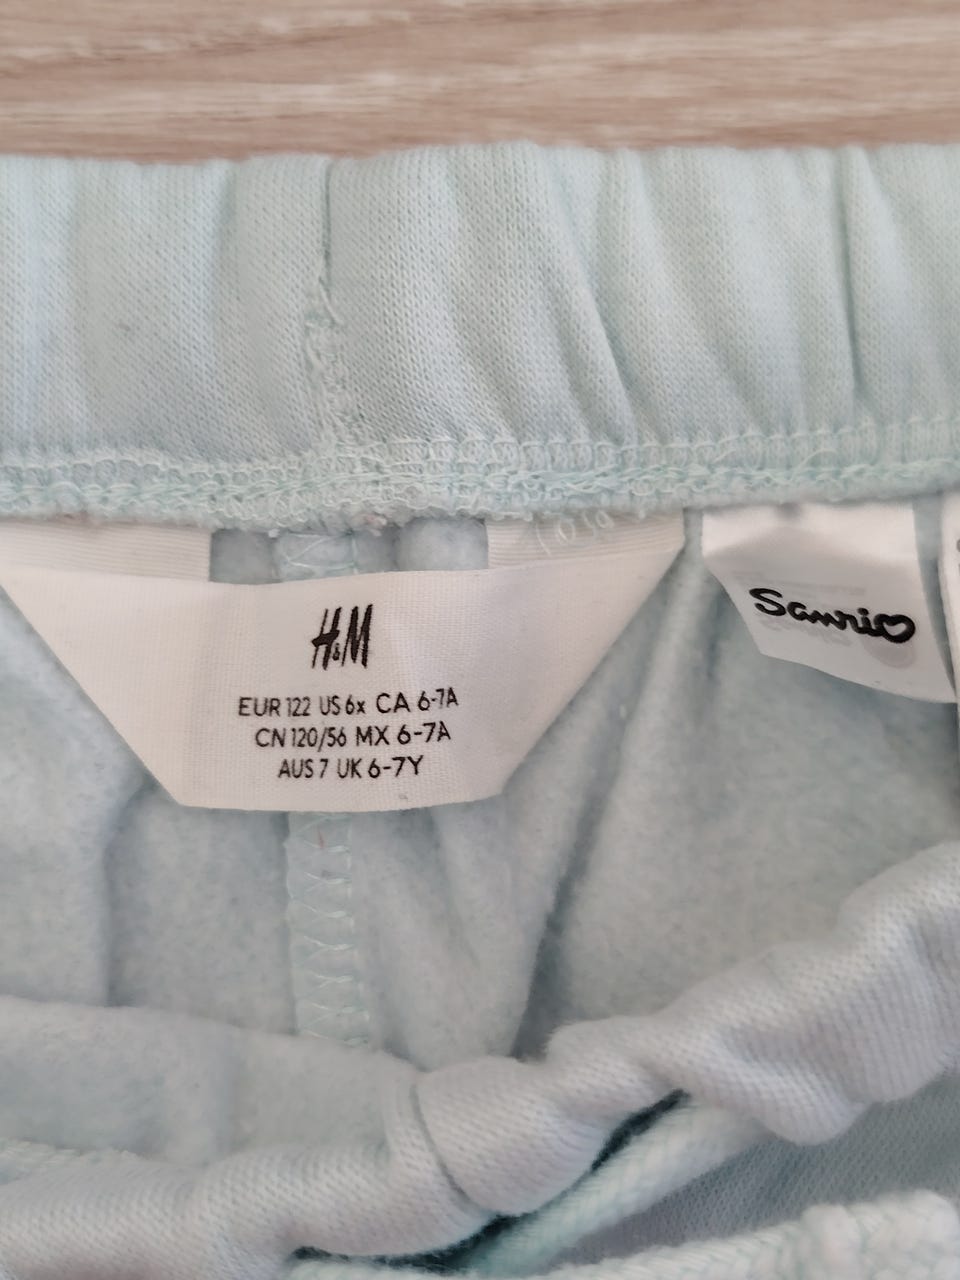 H&M
EUR 122 US 6x CA 6-7A
CN 120/56 MX 6-7A
AUS 7 UK 6-7Y
Sanrio